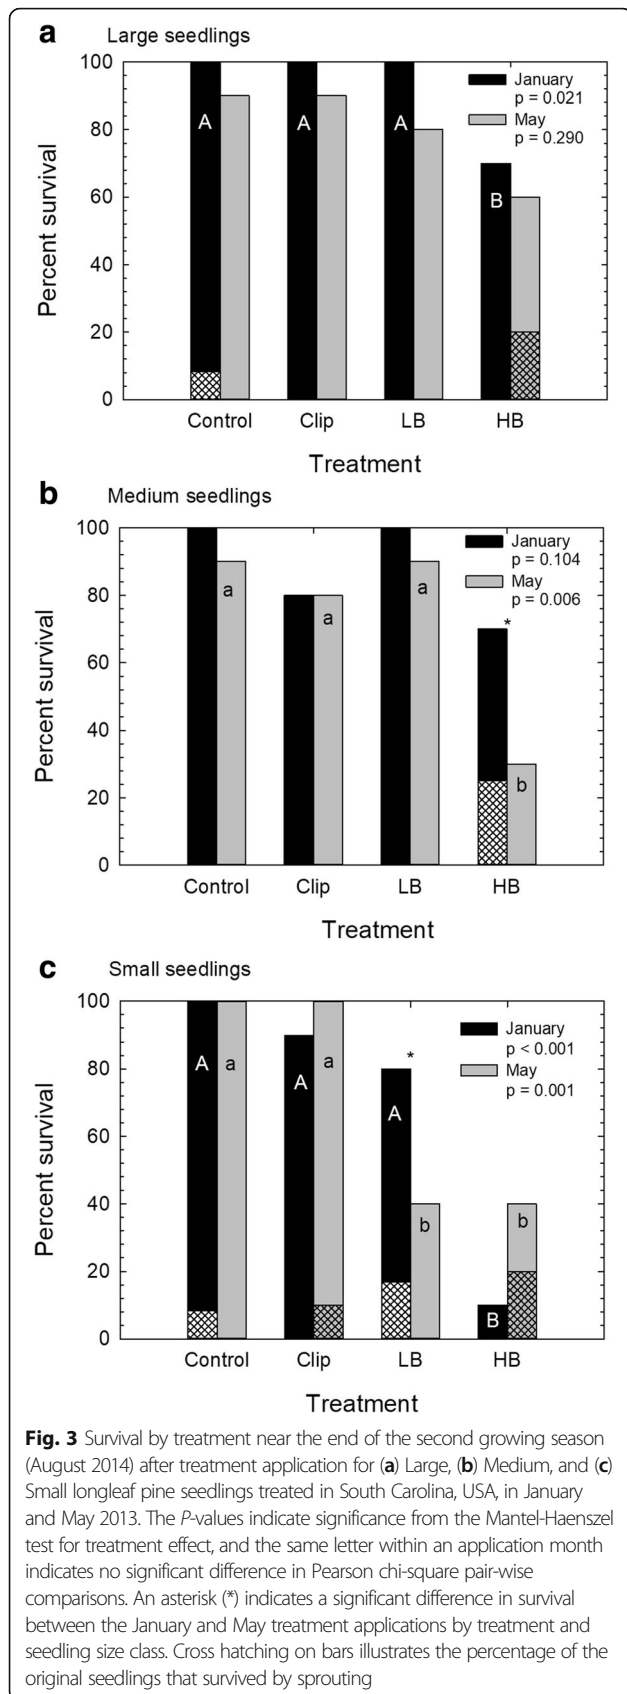 a Large seedlings
100
80
60
40
20
0
Percent survival
January
p = 0.021
May
p = 0.290
A A A B
Control Clip LB HB
Treatment
b Medium seedlings
100
80
60
40
20
0
Percent survival
January
p = 0.104
May
p = 0.006
*
a a a b
Control Clip LB HB
Treatment
c Small seedlings
100
80
60
40
20
0
Percent survival
January
p < 0.001
May
p = 0.001
*
A a A a A b B b
Control Clip LB HB
Treatment
Fig. 3 Survival by treatment near the end of the second growing season
(August 2014) after treatment application for (a) Large, (b) Medium, and (c)
Small longleaf pine seedlings treated in South Carolina, USA, in January
and May 2013. The P-values indicate significance from the Mantel-Haenszel
test for treatment effect, and the same letter within an application month
indicates no significant difference in Pearson chi-square pair-wise
comparisons. An asterisk (*) indicates a significant difference in survival
between the January and May treatment applications by treatment and
seedling size class. Cross hatching on bars illustrates the percentage of the
original seedlings that survived by sprouting